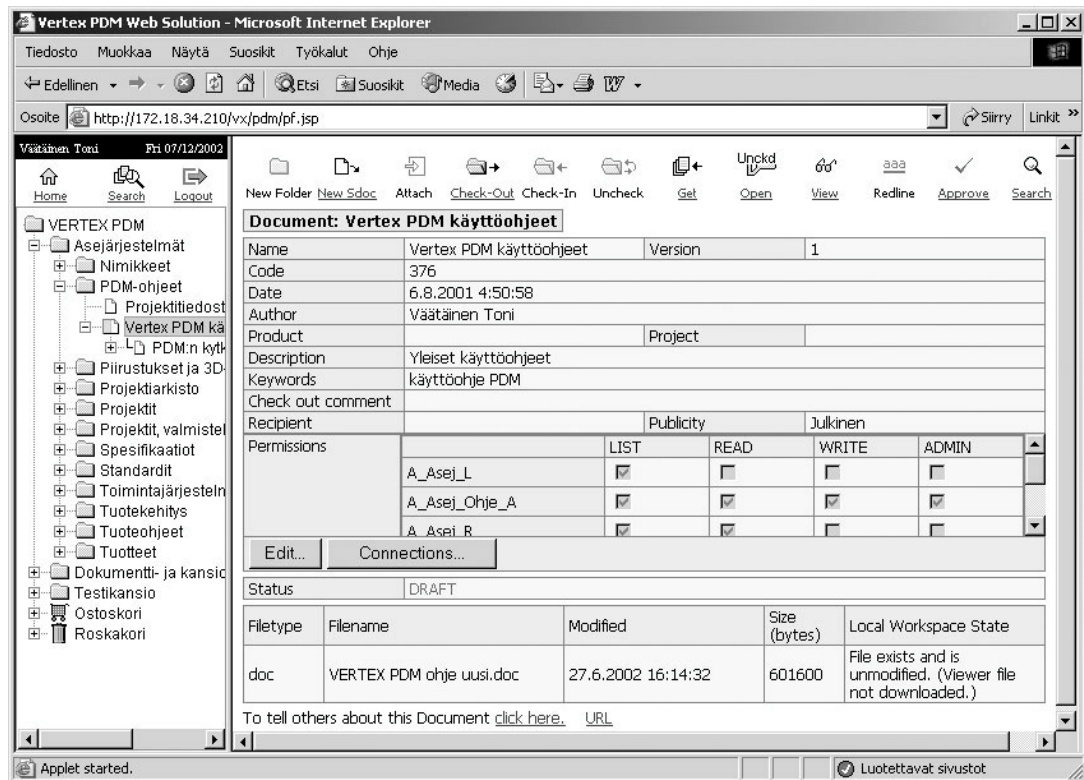 Vertex PDM Web Solution - Microsoft Internet Explorer
Tiedosto Muokkaa Näytä Suosikit Työkalut Ohje
Edellinen Etsi Suosikit Media
Osoite http://172.18.34.210/vx/pdm/pf.jsp Siirry Linkit »
Väätäinen Toni Fri 07/12/2002
Home Search Logout
VERTEX PDM
Asejärjestelmät
Nimikkeet
PDM-ohjeet
Projektitiedost
Vertex PDM kä
PDM:n kytk
Piirustukset ja 3D-
Projektiarkisto
Projektit
Projektit, valmistel
Spesifikaatiot
Standardit
Toimintajärjesteln
Tuotekehitys
Tuoteohjeet
Tuotteet
Dokumentti- ja kansio
Testikansio
Ostoskori
Roskakori
Unckd
aaa
New Folder New Sdoc Attach Check-Out Check-In Uncheck Get Open View Redline Approve Search
Document: Vertex PDM käyttöohjeet
Name Vertex PDM käyttöohjeet Version 1
Code 376
Date 6.8.2001 4:50:58
Author Väätäinen Toni
Product Project
Description Yleiset käyttöohjeet
Keywords käyttöohje PDM
Check out comment
Recipient Publicity Julkinen
Permissions LIST READ WRITE ADMIN
A_Asej_L
A_Asej_Ohje_A
A_Asej_R
Edit... Connections...
Status DRAFT
Filetype Filename Modified Size (bytes) Local Workspace State
doc VERTEX PDM ohje uusi.doc 27.6.2002 16:14:32 601600 File exists and is
unmodified. (Viewer file
not downloaded.)
To tell others about this Document click here. URL
Applet started. Luotettavat sivustot